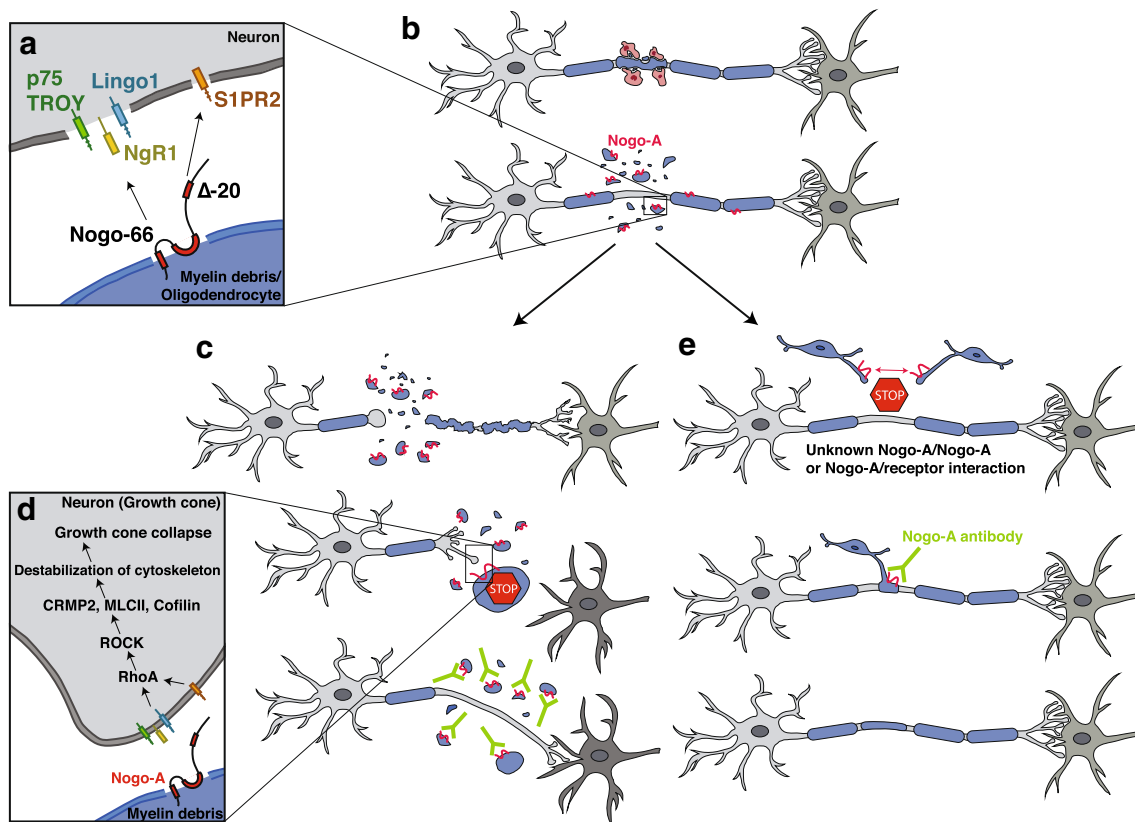 a
Neuron
p75
TROY
Lingo1
S1PR2
NgR1
Δ-20
Nogo-66
Myelin debris/
Oligodendrocyte
b
Nogo-A
c
d
Neuron (Growth cone)
Growth cone collapse
Destabilization of cytoskeleton
CRMP2, MLCII, Cofilin
ROCK
RhoA
Nogo-A
Myelin debris
STOP
e
STOP
Unknown Nogo-A/Nogo-A
or Nogo-A/receptor interaction
Nogo-A antibody